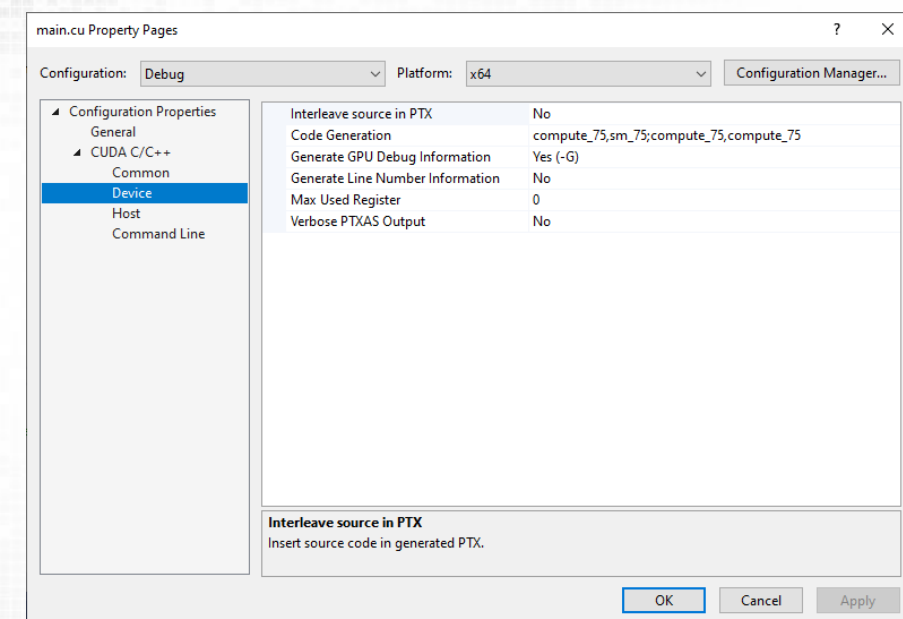 main.cu Property Pages
? ×
Configuration: Debug Platform: x64 Configuration Manager...
Configuration Properties
General
CUDA C/C++
Common
Device
Host
Command Line
Interleave source in PTX No
Code Generation compute_75,sm_75;compute_75,compute_75
Generate GPU Debug Information Yes (-G)
Generate Line Number Information No
Max Used Register 0
Verbose PTXAS Output No
Interleave source in PTX
Insert source code in generated PTX.
OK Cancel Apply